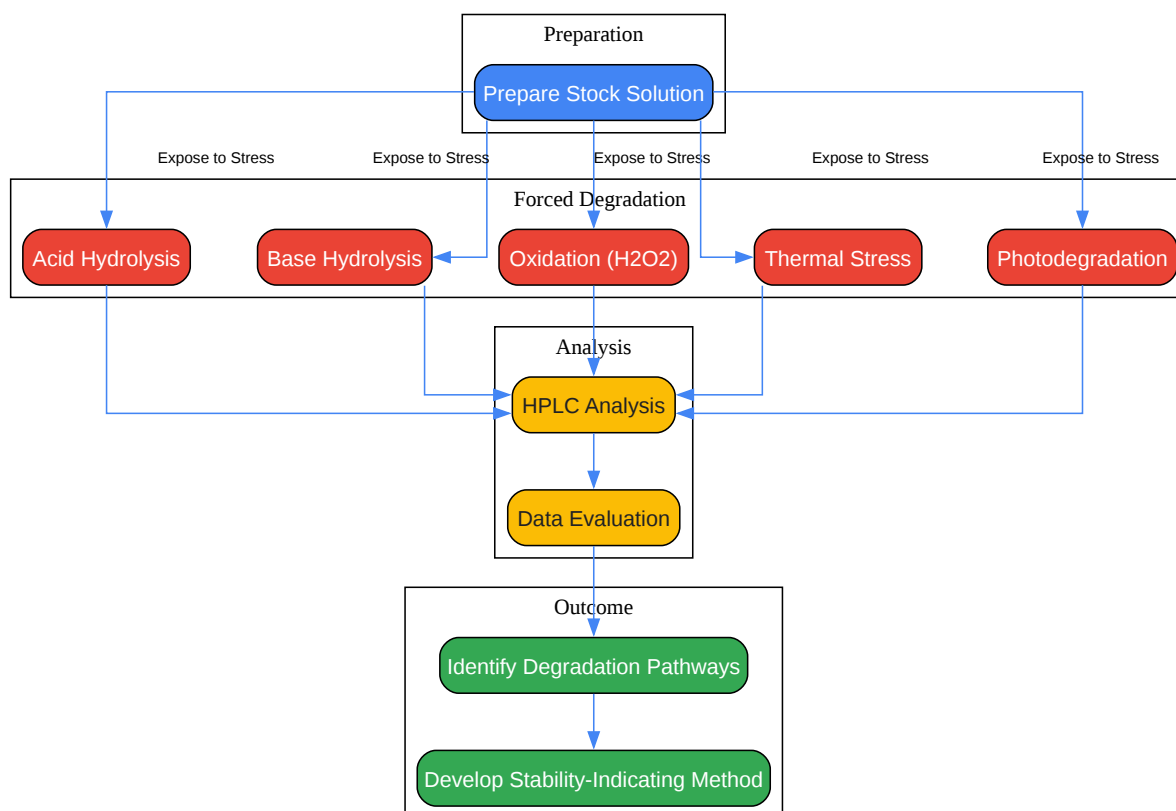 Preparation
Prepare Stock Solution
Expose to Stress
Expose to Stress
Expose to Stress
Expose to Stress
Expose to Stress
Forced Degradation
Acid Hydrolysis
Base Hydrolysis
Oxidation (H2O2)
Thermal Stress
Photodegradation
Analysis
HPLC Analysis
Data Evaluation
Outcome
Identify Degradation Pathways
Develop Stability-Indicating Method